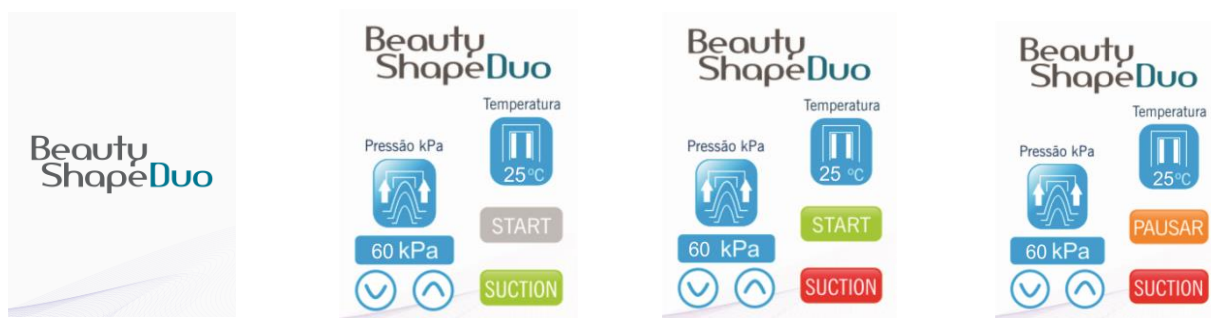 Beauty
ShapeDuo
Beauty
ShapeDuo
Temperatura
Pressão kPa
25°C
START
60 kPa
SUCTION
Beauty
ShapeDuo
Temperatura
Pressão kPa
25 °C
START
60 kPa
SUCTION
Beauty
ShapeDuo
Temperatura
Pressão kPa
25°C
PAUSAR
60 kPa
SUCTION